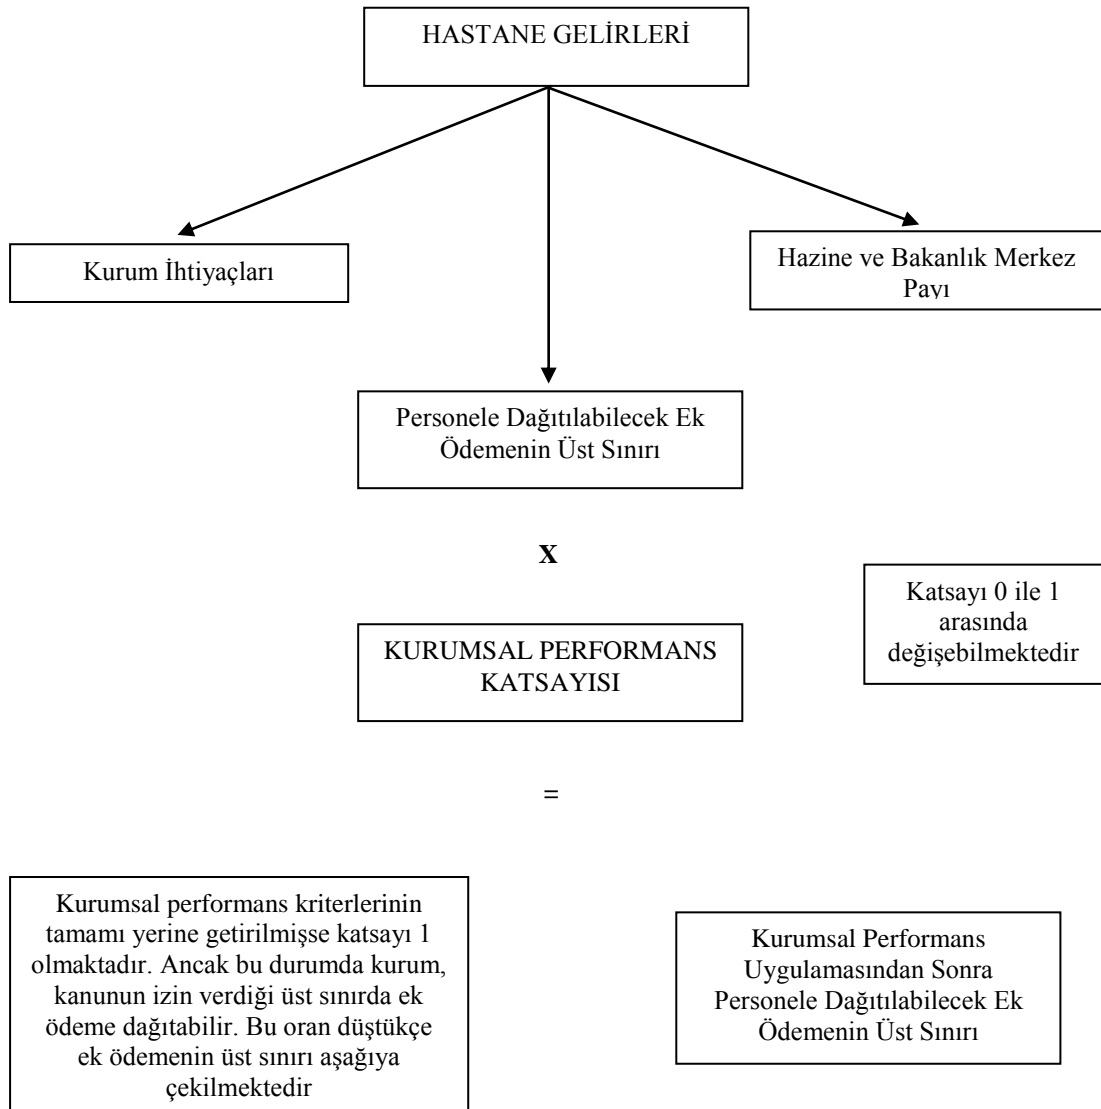 HASTANE GELİRLERİ
Kurum İhtiyaçları
Hazine ve Bakanlık Merkez
Payı
Personele Dağıtılabilecek Ek
Ödemenin Üst Sınırı
X
Katsayı 0 ile 1
arasında
değişebilmektedir
KURUMSAL PERFORMANS
KATSAYISI
=
Kurumsal performans kriterlerinin
tamamı yerine getirilmişse katsayı 1
olmaktadır. Ancak bu durumda kurum,
kanunun izin verdiği üst sınırda ek
ödeme dağıtabilir. Bu oran düştükçe
ek ödemenin üst sınırı aşağıya
çekilmektedir
Kurumsal Performans
Uygulamasından Sonra
Personele Dağıtılabilecek Ek
Ödemenin Üst Sınırı